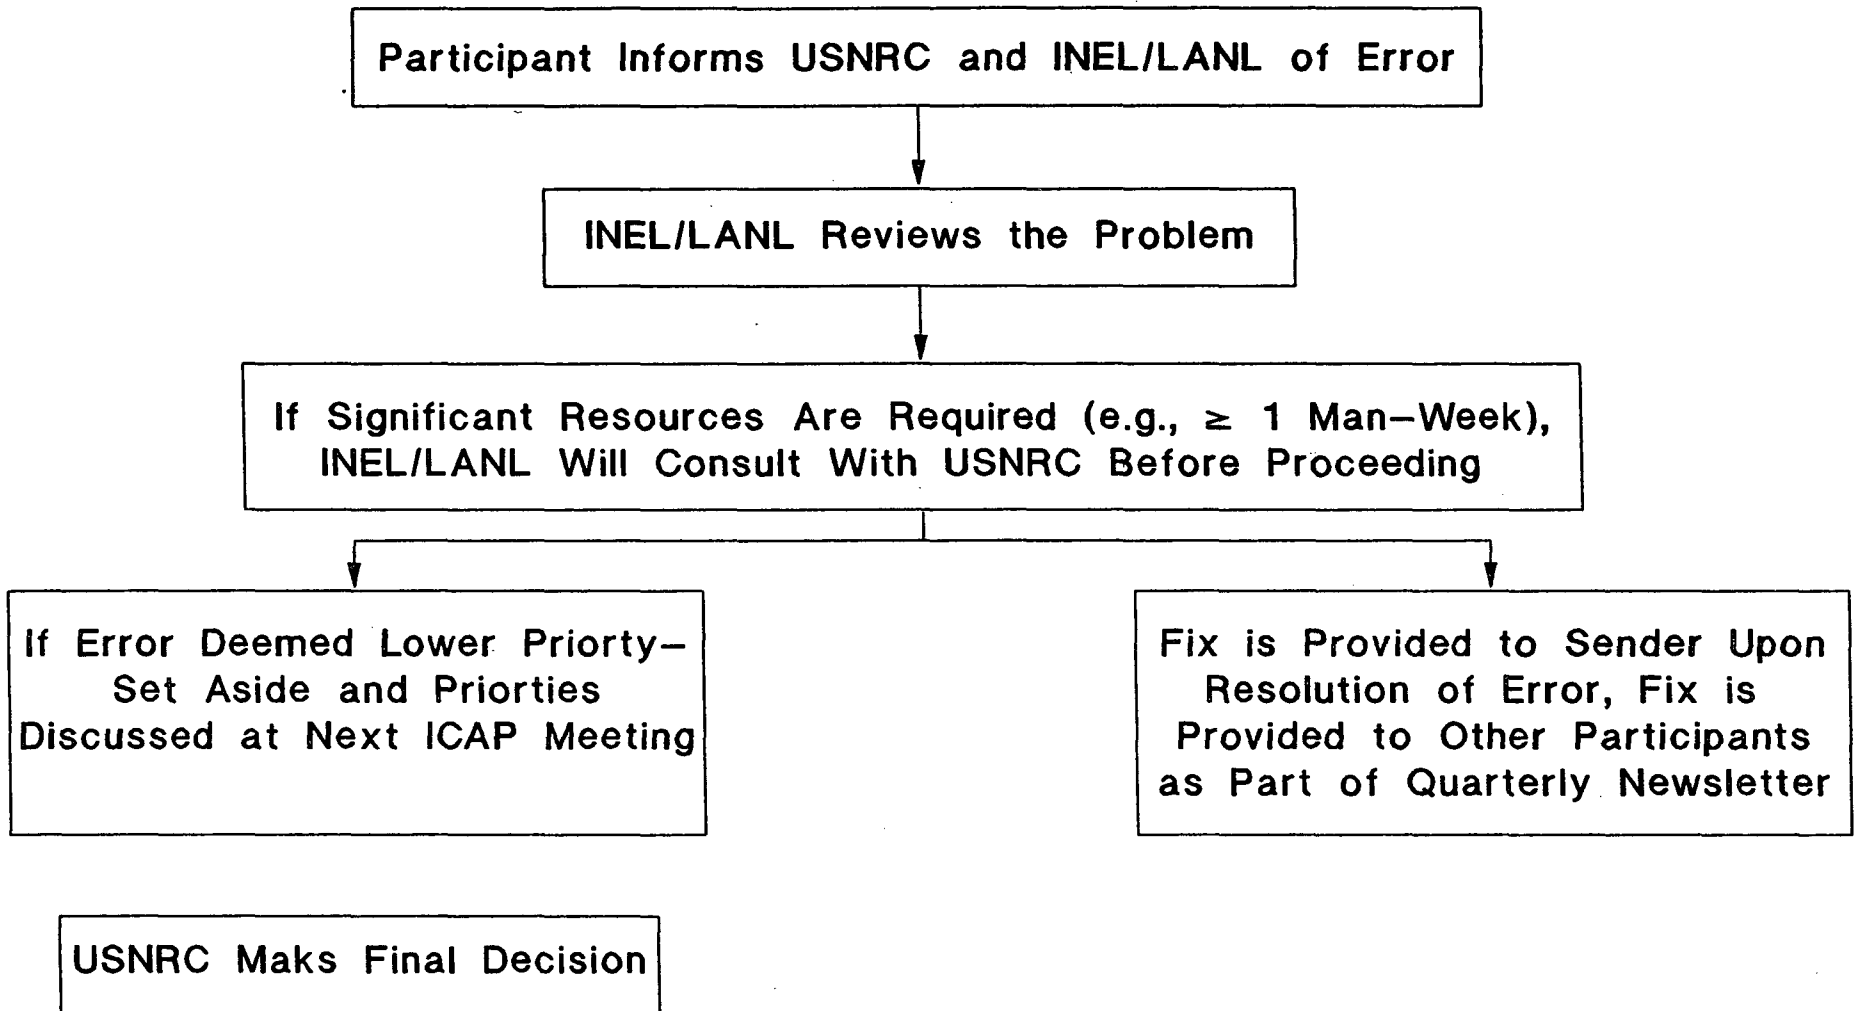 Participant Informs USNRC and INEL/LANL of Error
INEL/LANL Reviews the Problem
If Significant Resources Are Required (e.g., ≥ 1 Man–Week),
INEL/LANL Will Consult With USNRC Before Proceeding
If Error Deemed Lower Priorty–
Set Aside and Priorties
Discussed at Next ICAP Meeting
Fix is Provided to Sender Upon
Resolution of Error, Fix is
Provided to Other Participants
as Part of Quarterly Newsletter
USNRC Maks Final Decision